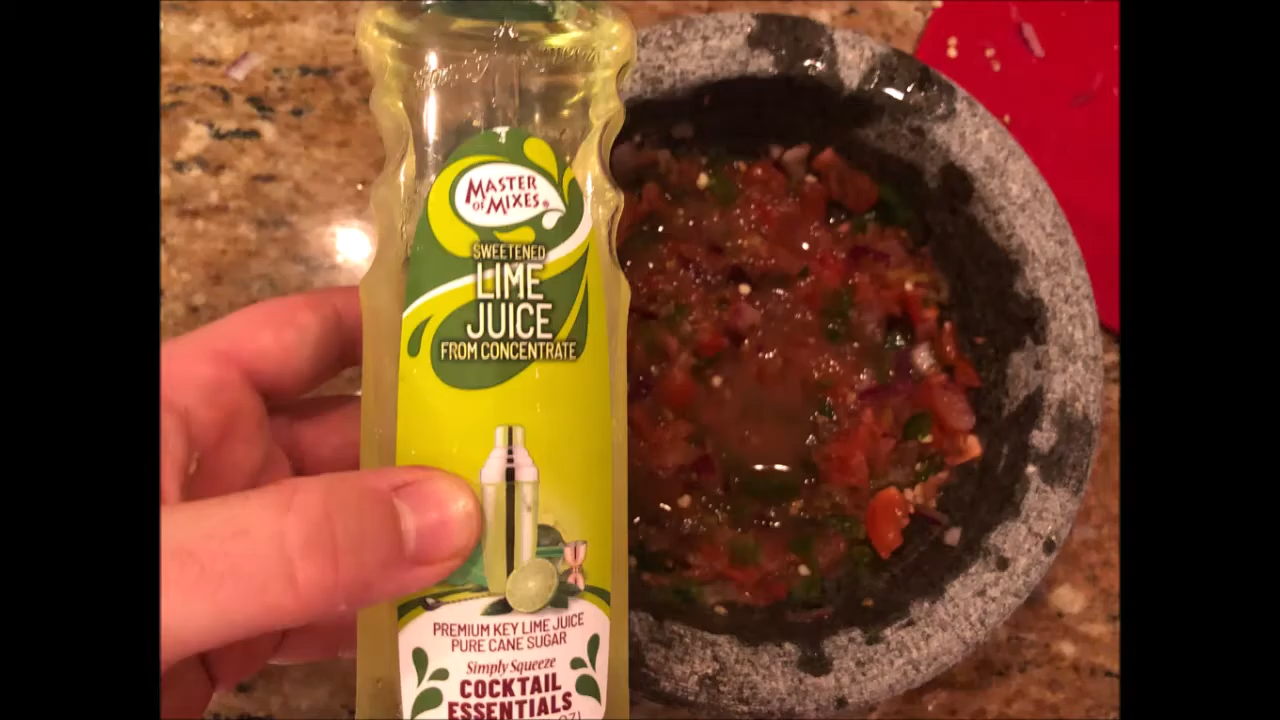 MASTER
OF MIXES
SWEETENED
LIME
JUICE
FROM CONCENTRATE
PREMIUM KEY LIME JUICE
PURE CANE SUGAR
Simply Squeeze
COCKTAIL
ESSENTIALS